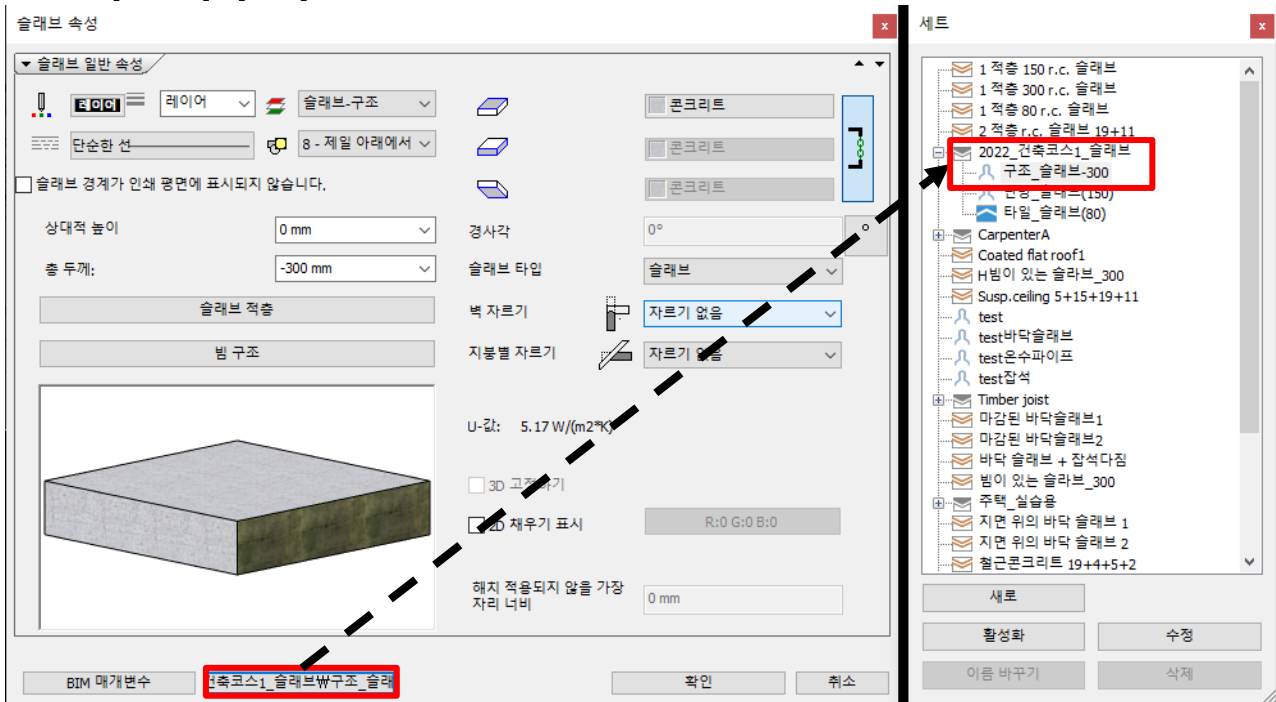 슬래브 속성
x
▼ 슬래브 일반 속성
레이어
레이어
슬래브-구조
콘크리트
단순한 선
8 - 제일 아래에서
콘크리트
슬래브 경계가 인쇄 평면에 표시되지 않습니다.
콘크리트
상대적 높이
0 mm
경사각
0°
°
총 두께:
-300 mm
슬래브 타입
슬래브
슬래브 적층
벽 자르기
자르기 없음
빔 구조
지붕별 자르기
자르기 없음
U-값: 5.17 W/(m2*K)
3D 고정하기
2D 채우기 표시
R:0 G:0 B:0
해치 적용되지 않을 가장
자리 너비
0 mm
BIM 매개변수
건축코스1_슬래브₩구조_슬래
확인
취소
세트
x
1 적층 150 r.c. 슬래브
1 적층 300 r.c. 슬래브
1 적층 80 r.c. 슬래브
2 적층 r.c. 슬래브 19+11
2022_건축코스1_슬래브
구조_슬래브-300
슬래브(150)
타일_슬래브(80)
CarpenterA
Coated flat roof1
H빔이 있는 슬라브_300
Susp.ceiling 5+15+19+11
test
test바닥슬래브
test온수파이프
test잡석
Timber joist
마감된 바닥슬래브1
마감된 바닥슬래브2
바닥 슬래브 + 잡석다짐
빔이 있는 슬라브_300
주택_실습용
지면 위의 바닥 슬래브 1
지면 위의 바닥 슬래브 2
철근콘크리트 19+4+5+2
새로
활성화
수정
이름 바꾸기
삭제